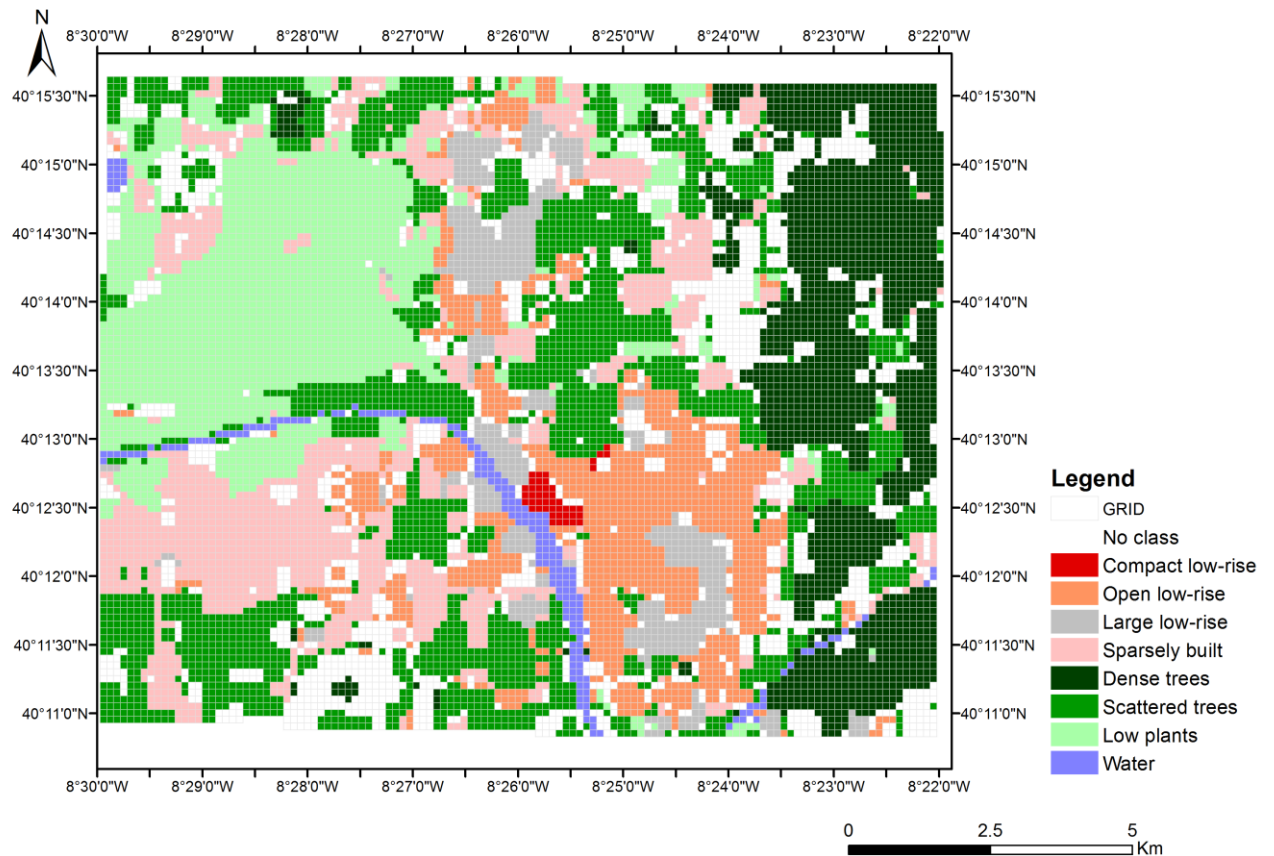 N
8°30'0"W 8°29'0"W 8°28'0"W 8°27'0"W 8°26'0"W 8°25'0"W 8°24'0"W 8°23'0"W 8°22'0"W
40°15'30"N 40°15'30"N
40°15'0"N 40°15'0"N
40°14'30"N 40°14'30"N
40°14'0"N 40°14'0"N
40°13'30"N 40°13'30"N
40°13'0"N 40°13'0"N
40°12'30"N 40°12'30"N
40°12'0"N 40°12'0"N
40°11'30"N 40°11'30"N
40°11'0"N 40°11'0"N
8°30'0"W 8°29'0"W 8°28'0"W 8°27'0"W 8°26'0"W 8°25'0"W 8°24'0"W 8°23'0"W 8°22'0"W
Legend
GRID
No class
Compact low-rise
Open low-rise
Large low-rise
Sparsely built
Dense trees
Scattered trees
Low plants
Water
0 2.5 5
Km